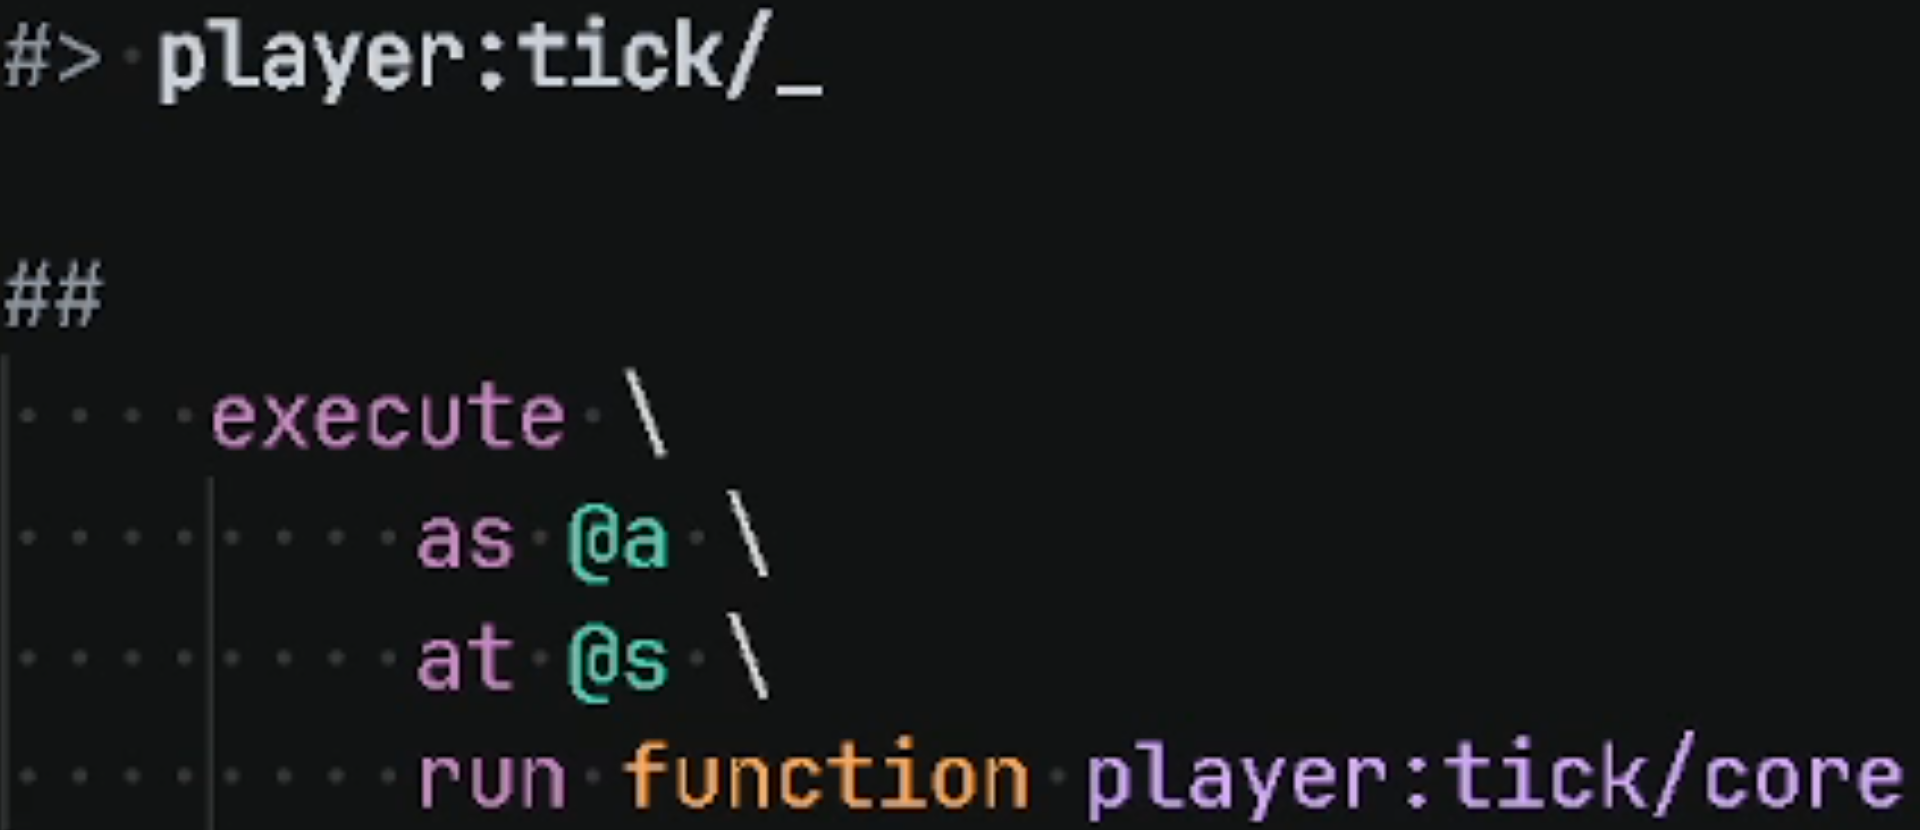 #> player:tick/_
##
    execute \
        as @a \
        at @s \
        run function player:tick/core